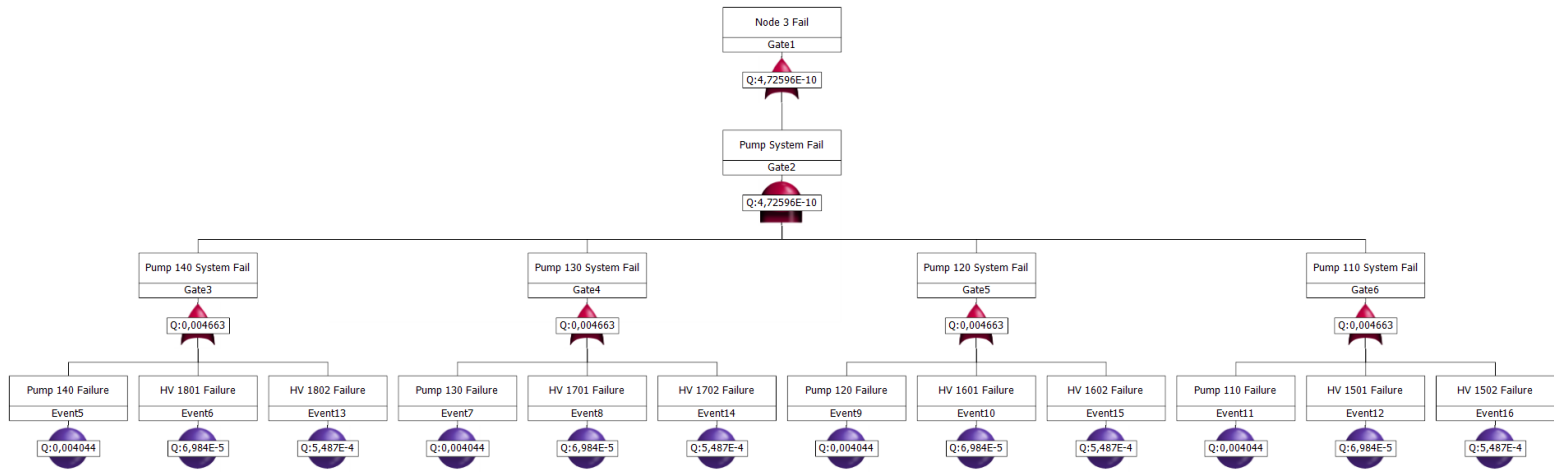 Node 3 Fail
Gate1
Q:4,72596E-10
Pump System Fail
Gate2
Q:4,72596E-10
Pump 140 System Fail
Gate3
Q:0,004663
Pump 130 System Fail
Gate4
Q:0,004663
Pump 120 System Fail
Gate5
Q:0,004663
Pump 110 System Fail
Gate6
Q:0,004663
Pump 140 Failure
Event5
Q:0,004044
HV 1801 Failure
Event6
Q:6,984E-5
HV 1802 Failure
Event13
Q:5,487E-4
Pump 130 Failure
Event7
Q:0,004044
HV 1701 Failure
Event8
Q:6,984E-5
HV 1702 Failure
Event14
Q:5,487E-4
Pump 120 Failure
Event9
Q:0,004044
HV 1601 Failure
Event10
Q:6,984E-5
HV 1602 Failure
Event15
Q:5,487E-4
Pump 110 Failure
Event11
Q:0,004044
HV 1501 Failure
Event12
Q:6,984E-5
HV 1502 Failure
Event16
Q:5,487E-4